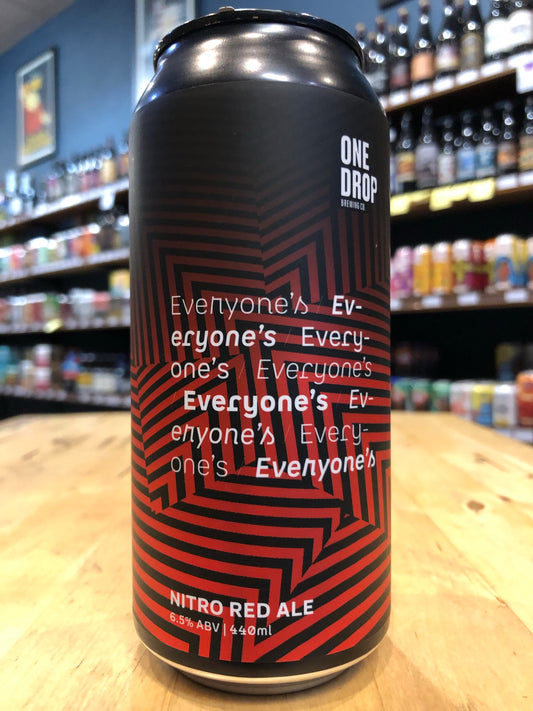 ONE
DROP
BREWING CO
Everyone's / Ev-
eryone's / Every-
one's / Everyone's
/ Everyone's / Ev-
eryone's / Every-
one's / Everyone's
NITRO RED ALE
6.5% ABV | 440ml